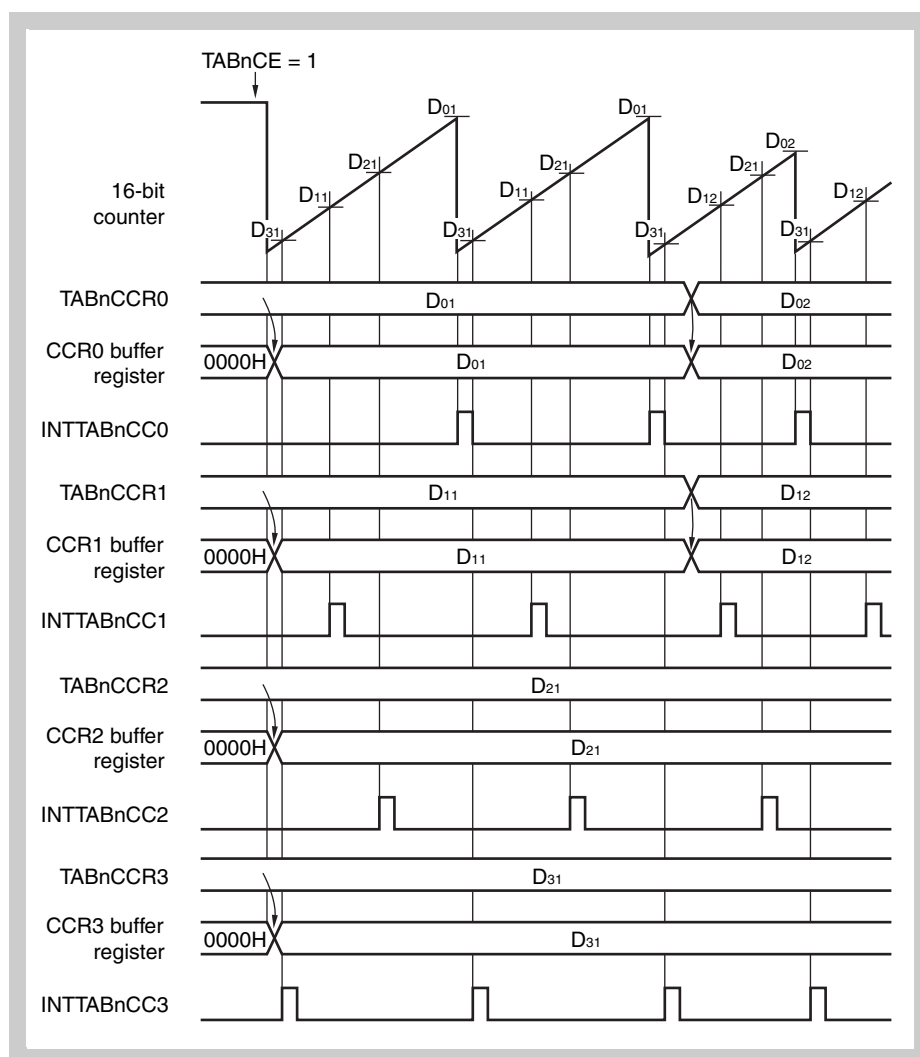 TABnCE = 1
D01 D01
D02
D21 D21 D21
16-bit
counter
D11 D11 D12 D12
D31 D31 D31 D31
TABnCCR0 D01 D02
CCR0 buffer
register
0000H D01 D02
INTTABnCC0
TABnCCR1 D11 D12
CCR1 buffer
register
0000H D11 D12
INTTABnCC1
TABnCCR2 D21
CCR2 buffer
register
0000H D21
INTTABnCC2
TABnCCR3 D31
CCR3 buffer
register
0000H D31
INTTABnCC3